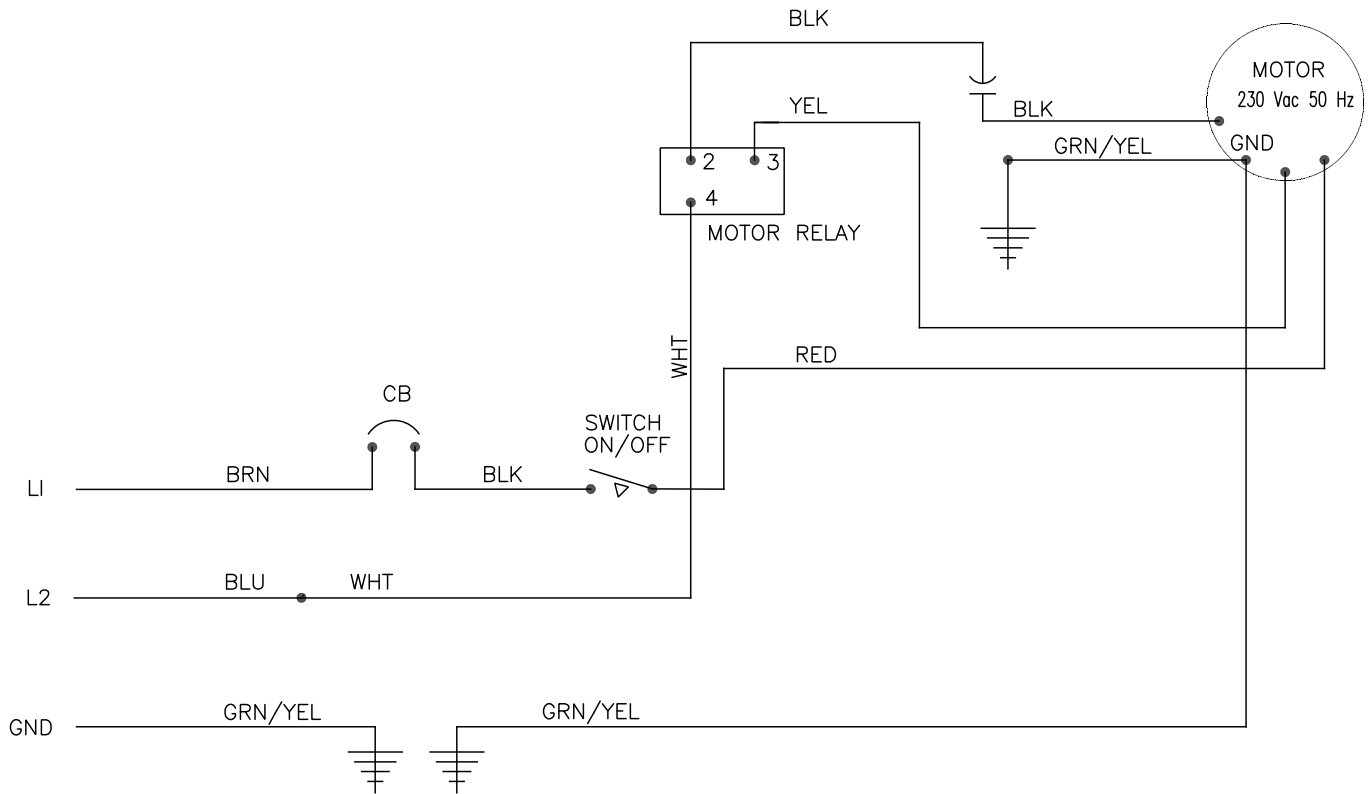 BLK
MOTOR
230 Vac 50 Hz
YEL
BLK
GND
GRN/YEL
2
3
4
MOTOR RELAY
WHT
RED
CB
SWITCH
ON/OFF
L1
BRN
BLK
L2
BLU
WHT
GND
GRN/YEL
GRN/YEL